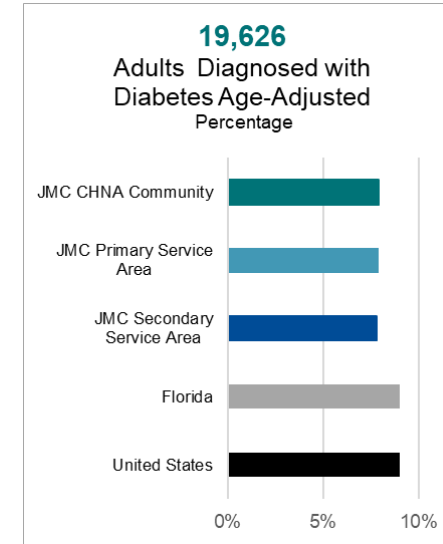 19,626
Adults Diagnosed with
Diabetes Age-Adjusted
Percentage
JMC CHNA Community
JMC Primary Service
Area
JMC Secondary
Service Area
Florida
United States
0%
5%
10%